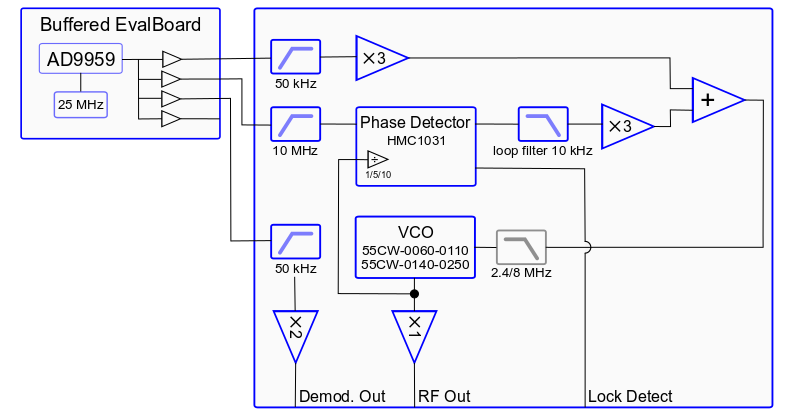 Buffered EvalBoard
AD9959
25 MHz
50 kHz
×3
+
10 MHz
Phase Detector
HMC1031
÷
1/5/10
loop filter 10 kHz
×3
50 kHz
VCO
55CW-0060-0110
55CW-0140-0250
2.4/8 MHz
×2
×1
Demod. Out
RF Out
Lock Detect